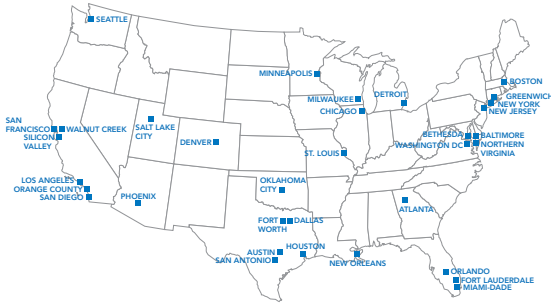 SEATTLE
MINNEAPOLIS
MILWAUKEE
CHICAGO
DETROIT
BOSTON
GREENWICH
NEW YORK
NEW JERSEY
SAN
FRANCISCO
WALNUT CREEK
SILICON
VALLEY
SALT LAKE
CITY
DENVER
ST. LOUIS
BETHESDA
WASHINGTON DC
BALTIMORE
NORTHERN
VIRGINIA
LOS ANGELES
ORANGE COUNTY
SAN DIEGO
PHOENIX
OKLAHOMA
CITY
ATLANTA
FORT
WORTH
DALLAS
AUSTIN
SAN ANTONIO
HOUSTON
NEW ORLEANS
ORLANDO
FORT LAUDERDALE
MIAMI-DADE